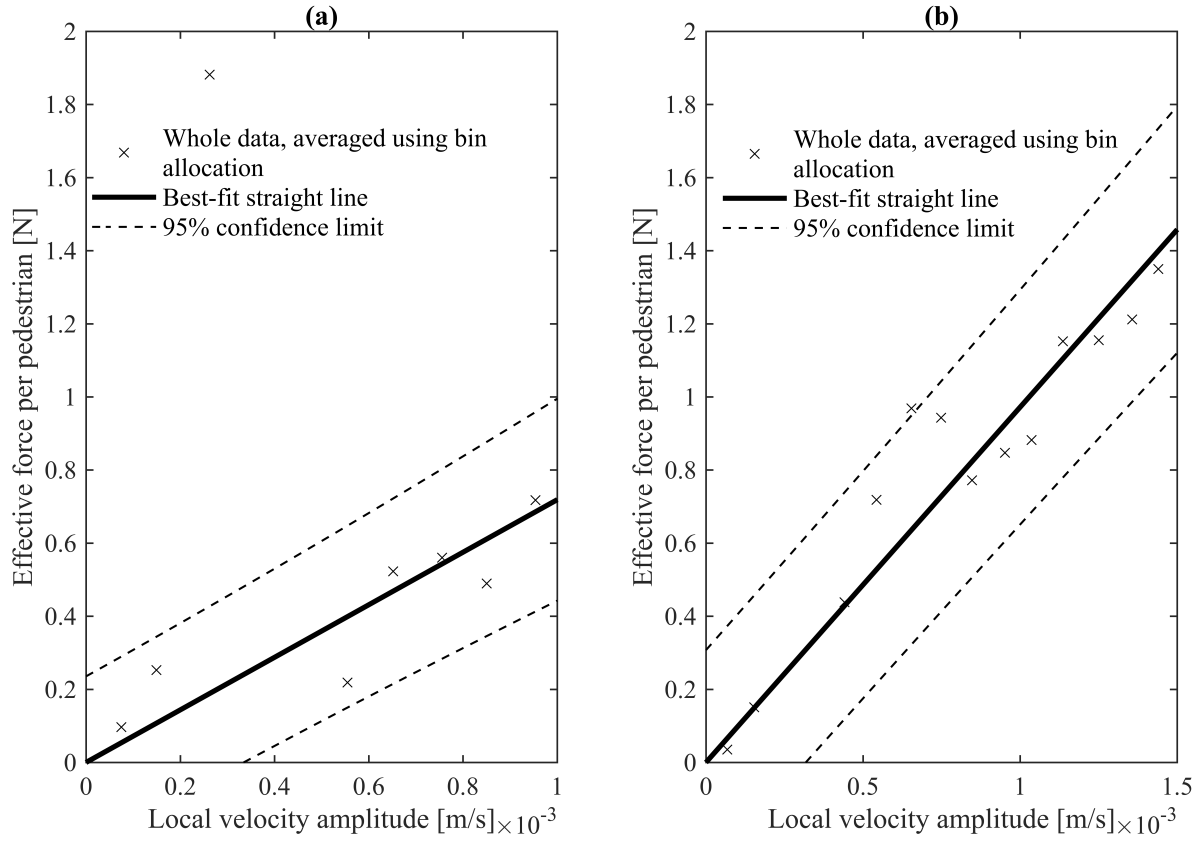 (a)
2
1.8
1.6
1.4
1.2
1
0.8
0.6
0.4
0.2
0
Effective force per pedestrian [N]
Whole data, averaged using bin
allocation
Best-fit straight line
95% confidence limit
0 0.2 0.4 0.6 0.8 1
Local velocity amplitude [m/s] ×10⁻³
(b)
2
1.8
1.6
1.4
1.2
1
0.8
0.6
0.4
0.2
0
Effective force per pedestrian [N]
Whole data, averaged using bin
allocation
Best-fit straight line
95% confidence limit
0 0.5 1 1.5
Local velocity amplitude [m/s] ×10⁻³